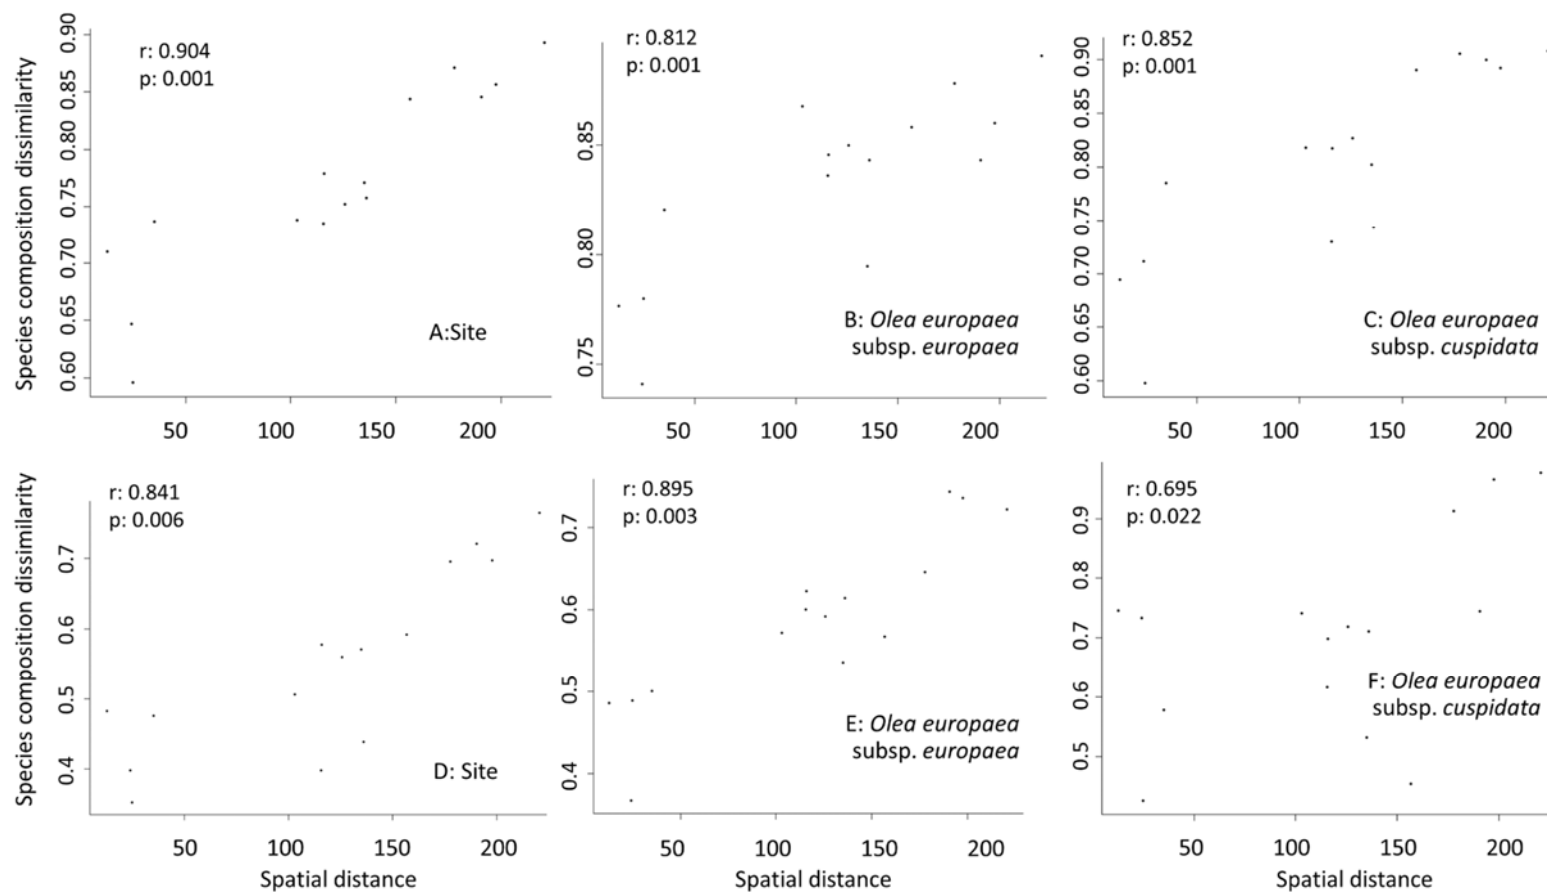 Species composition dissimilarity
0.90
0.85
0.80
0.75
0.70
0.65
0.60
r: 0.904
p: 0.001
A:Site
50
100
150
200
0.85
0.80
0.75
r: 0.812
p: 0.001
B: Olea europaea
subsp. europaea
50
100
150
200
0.90
0.85
0.80
0.75
0.70
0.65
0.60
r: 0.852
p: 0.001
C: Olea europaea
subsp. cuspidata
50
100
150
200
Species composition dissimilarity
0.7
0.6
0.5
0.4
r: 0.841
p: 0.006
D: Site
50
100
150
200
Spatial distance
0.7
0.6
0.5
0.4
r: 0.895
p: 0.003
E: Olea europaea
subsp. europaea
50
100
150
200
Spatial distance
0.9
0.8
0.7
0.6
0.5
r: 0.695
p: 0.022
F: Olea europaea
subsp. cuspidata
50
100
150
200
Spatial distance